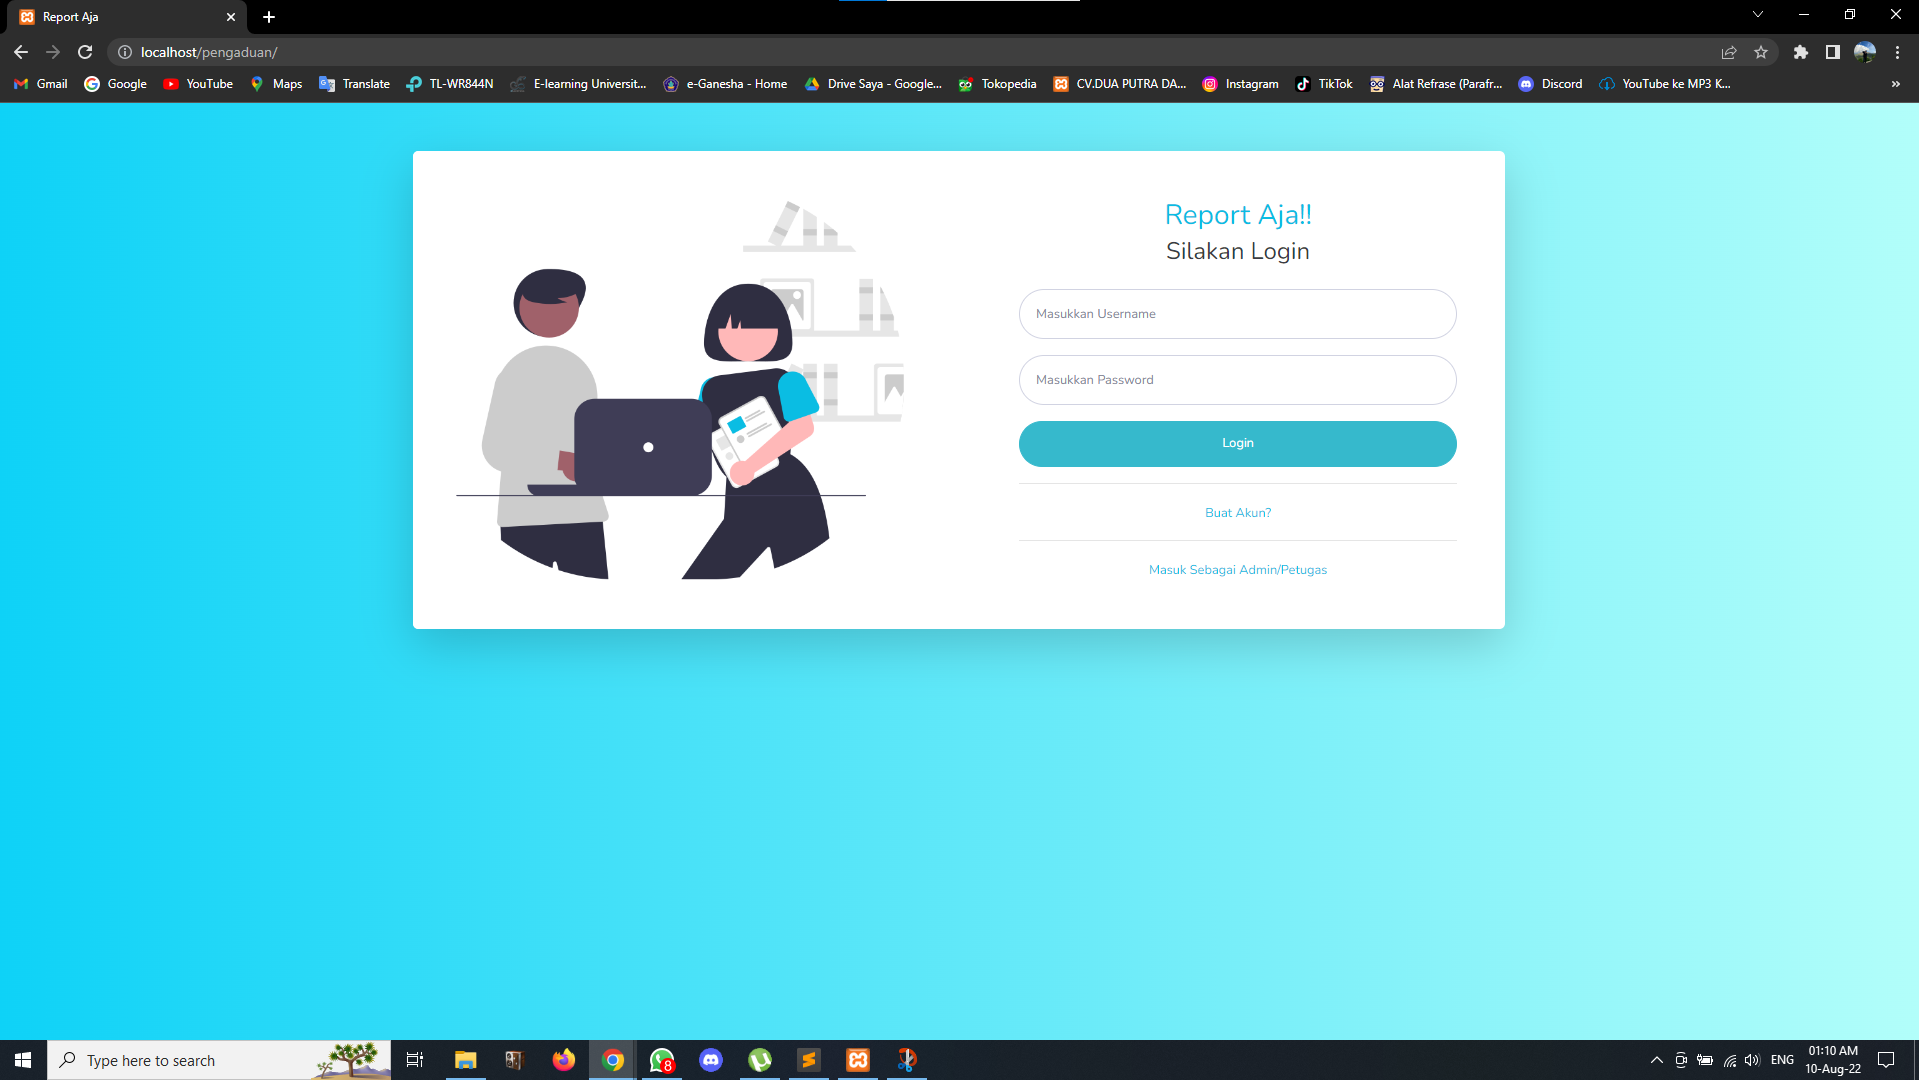 Report Aja
localhost/pengaduan/
Gmail
Google
YouTube
Maps
Translate
TL-WR844N
E-learning Universit...
e-Ganesha - Home
Drive Saya - Google...
Tokopedia
CV.DUA PUTRA DA...
Instagram
TikTok
Alat Refrase (Parafr...
Discord
YouTube ke MP3 K...
»
Report Aja!!
Silakan Login
Masukkan Username
Masukkan Password
Login
Buat Akun?
Masuk Sebagai Admin/Petugas
Type here to search
8
ENG
01:10 AM
10-Aug-22